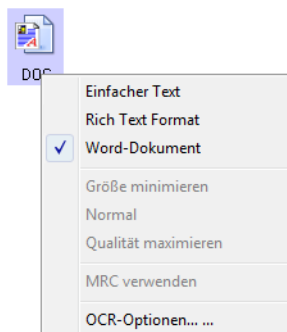 DOC
Einfacher Text
Rich Text Format
Word-Dokument
Größe minimieren
Normal
Qualität maximieren
MRC verwenden
OCR-Optionen... ...